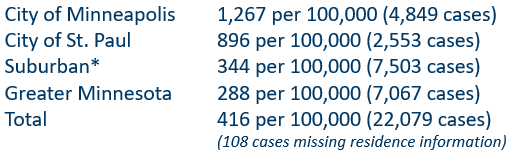 City of Minneapolis 1,267 per 100,000 (4,849 cases)
City of St. Paul 896 per 100,000 (2,553 cases)
Suburban* 344 per 100,000 (7,503 cases)
Greater Minnesota 288 per 100,000 (7,067 cases)
Total 416 per 100,000 (22,079 cases)
(108 cases missing residence information)